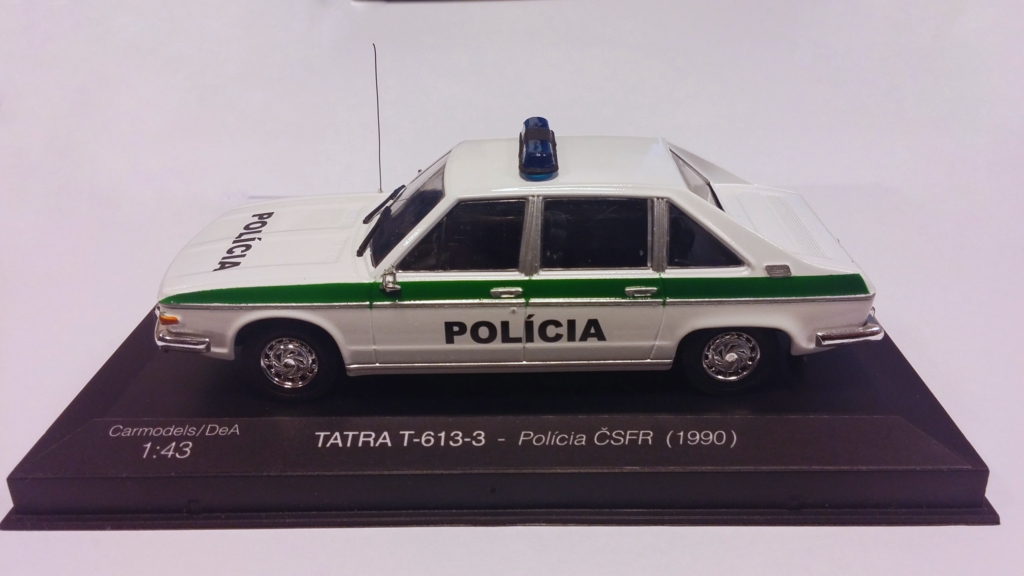 POLÍCIA
POLÍCIA
Carmodels/DeA
1:43
TATRA T-613-3 - Polícia ČSFR (1990)